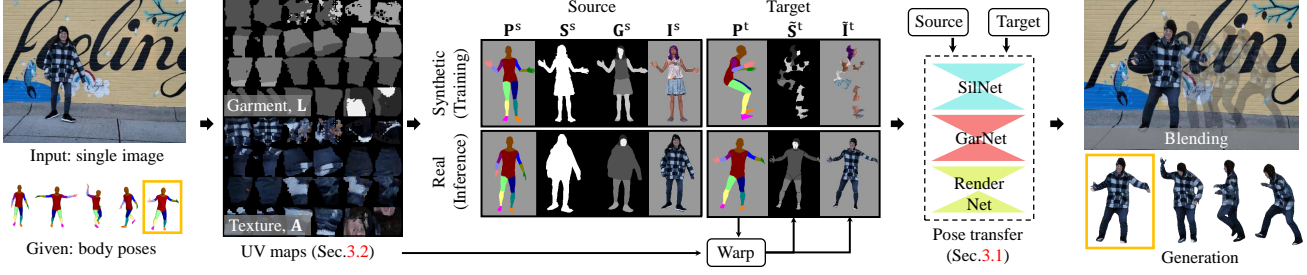 feeling
Input: single image
Given: body poses
Garment, L
Texture, A
UV maps (Sec.3.2)
Source
Target
P^s
S^s
G^s
I^s
P^t
S̃^t
Ĩ^t
Synthetic
(Training)
Real
(Inference)
Warp
Source
Target
SilNet
GarNet
Render
Net
Pose transfer
(Sec.3.1)
feeling
Blending
Generation